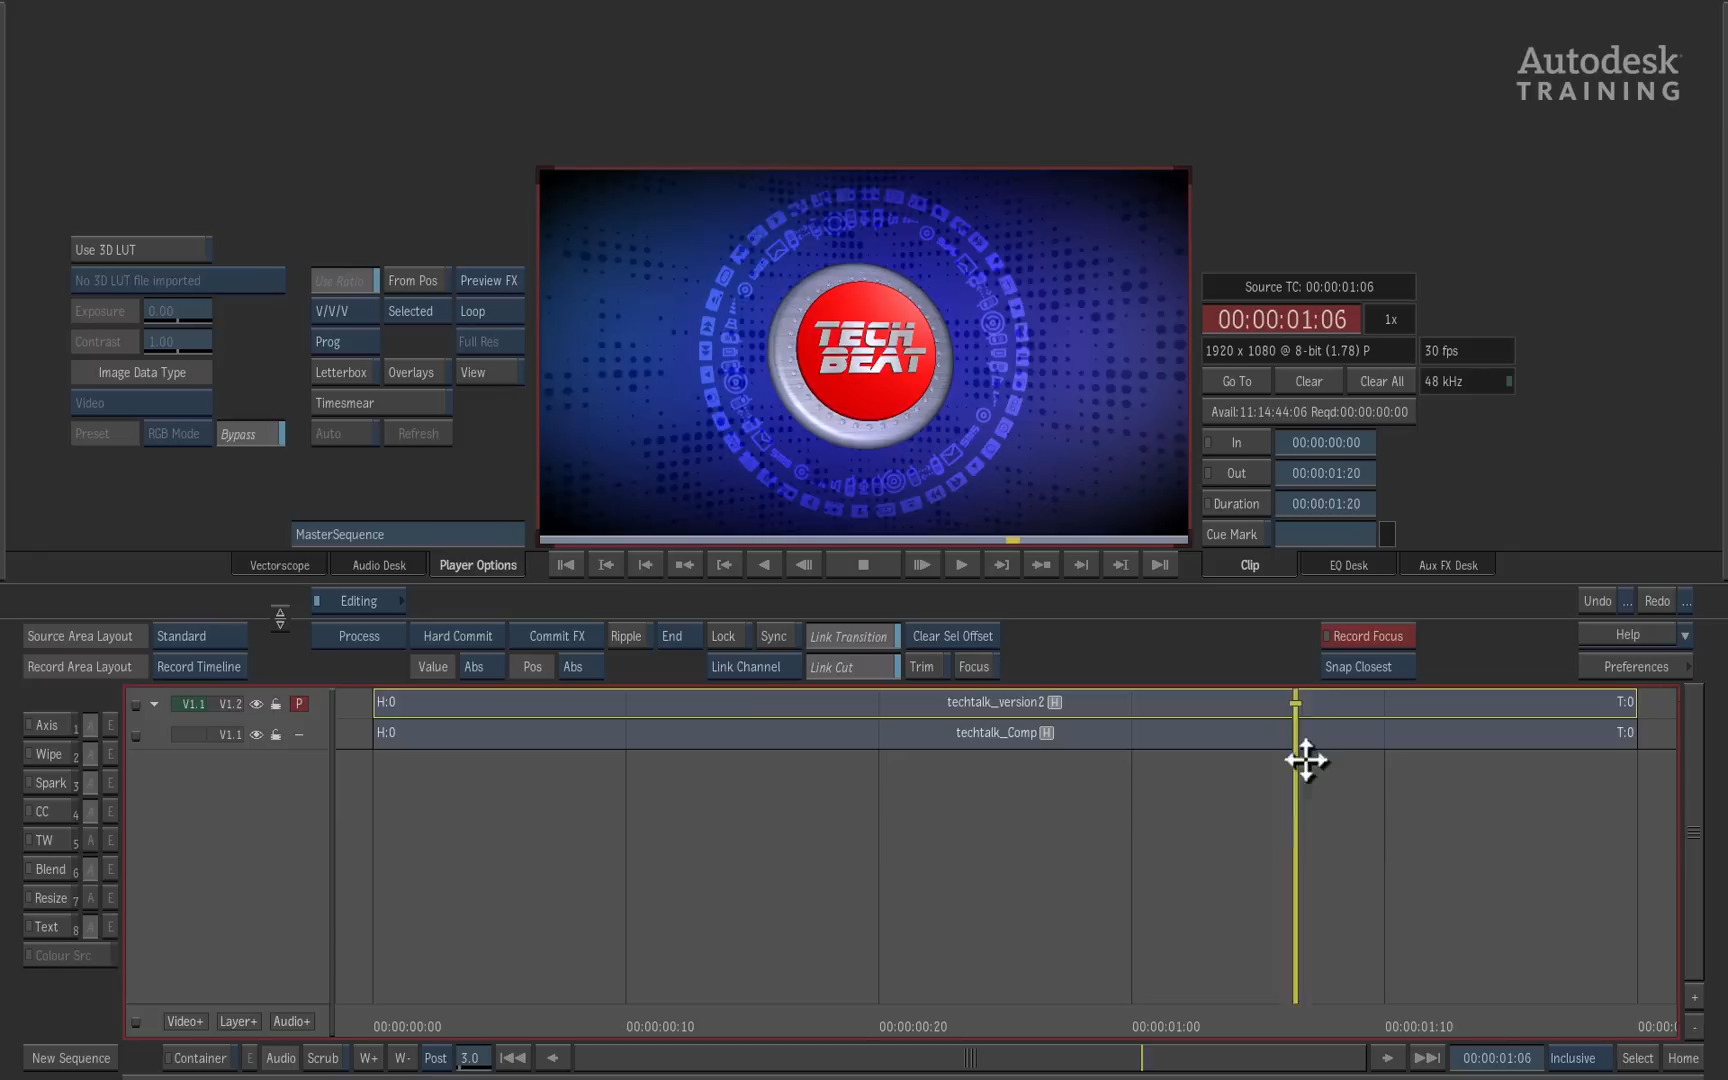 Autodesk
TRAINING
Use 3D LUT
No 3D LUT file imported
Exposure 0.00
Contrast 1.00
Image Data Type
Video
Preset RGB Mode Bypass
Use Ratio From Pos Preview FX
V/V/V Selected Loop
Prog Full Res
Letterbox Overlays View
Timesmear
Auto Refresh
MasterSequence
TECH
BEAT
Source TC: 00:00:01:06
00:00:01:06 1x
1920 x 1080 @ 8-bit (1.78) P 30 fps
Go To Clear Clear All 48 kHz
Avail:11:14:44:06 Reqd:00:00:00:00
In 00:00:00:00
Out 00:00:01:20
Duration 00:00:01:20
Cue Mark
Vectorscope Audio Desk Player Options Clip EQ Desk Aux FX Desk
Editing Undo ... Redo ...
Source Area Layout Standard Process Hard Commit Commit FX Ripple End Lock Sync Link Transition Clear Sel Offset Record Focus Help
Record Area Layout Record Timeline Value Abs Pos Abs Link Channel Link Cut Trim Focus Snap Closest Preferences
V1.1 V1.2 P H:0 techtalk_version2 H T:0
V1.1 H:0 techtalk_Comp H T:0
Axis 1 A E
Wipe 2 A E
Spark 3 A E
CC 4 A E
TW 5 A E
Blend 6 A E
Resize 7 A E
Text 8 A E
Colour Src
Video+ Layer+ Audio+ 00:00:00:00 00:00:00:10 00:00:00:20 00:00:01:00 00:00:01:10
New Sequence Container E Audio Scrub W+ W- Post 3.0 00:00:01:06 Inclusive Select Home